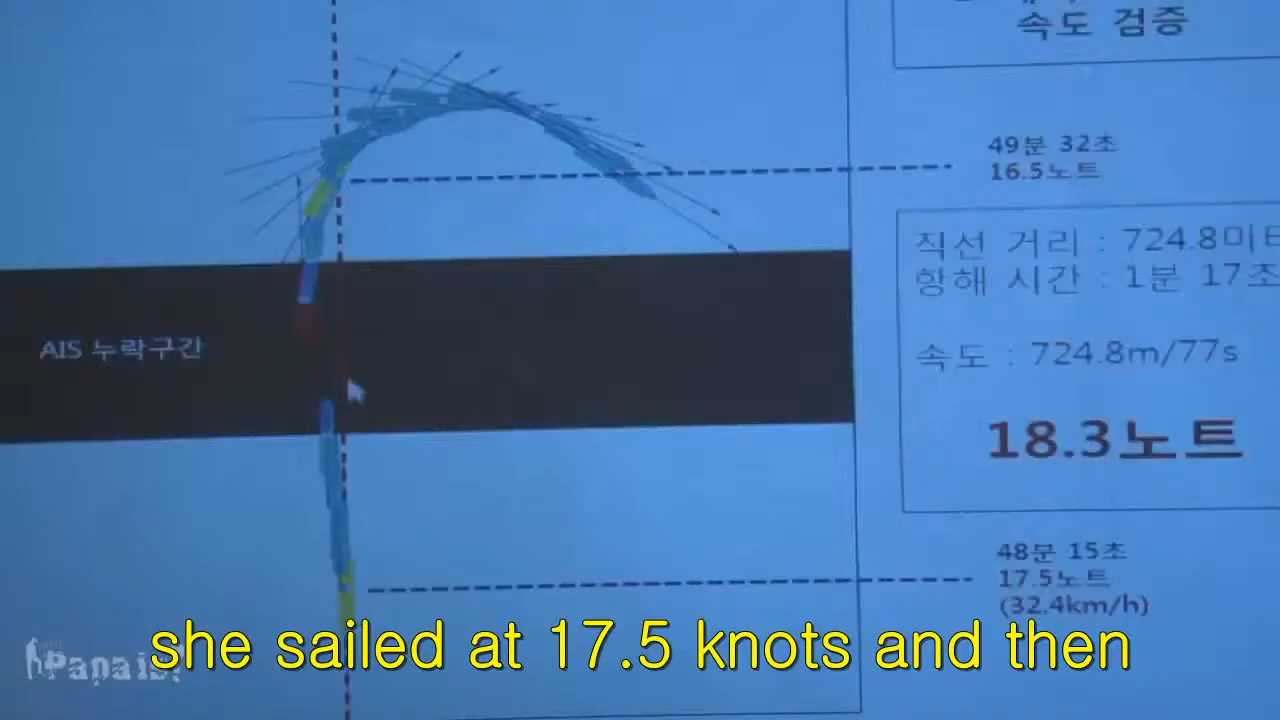 속도 검증
49분 32초
16.5노트
직선 거리 : 724.8미터
항해 시간 : 1분 17초
AIS 누락구간
속도 : 724.8m/77s
18.3노트
48분 15초
17.5노트
(32.4km/h)
she sailed at 17.5 knots and then
Papa is!